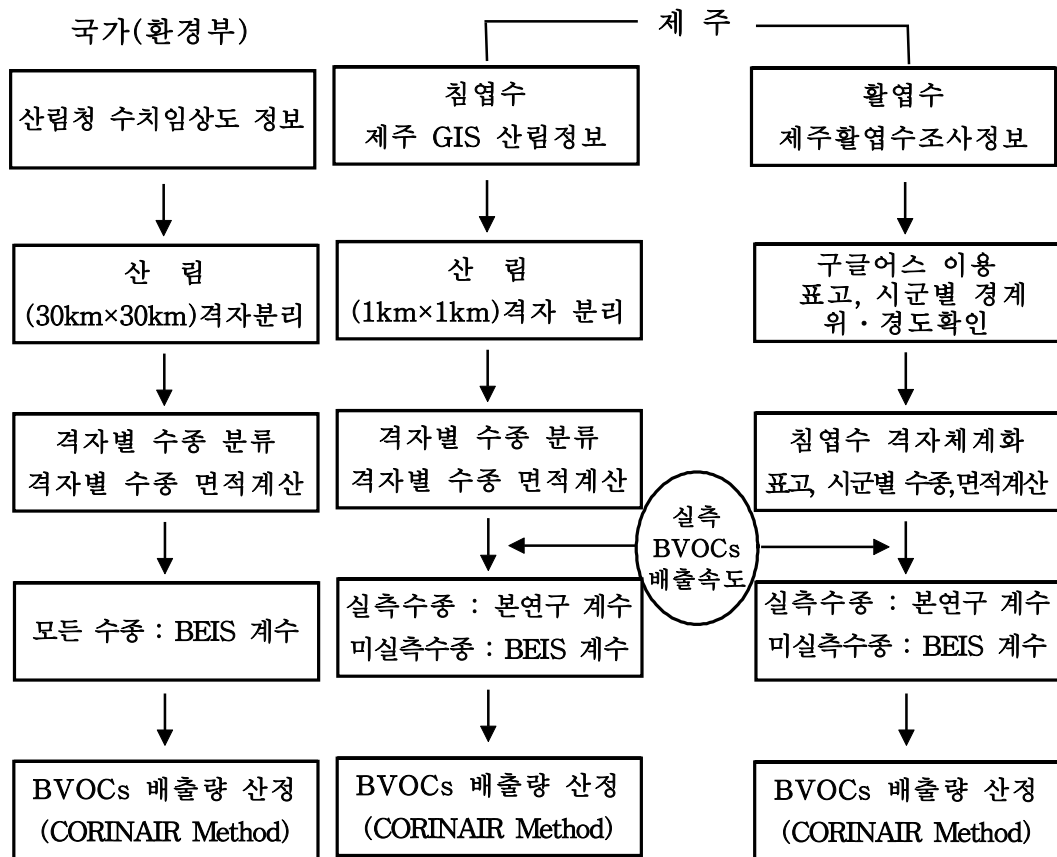 국가(환경부)
산림청 수치임상도 정보
산 림
(30km×30km)격자분리
격자별 수종 분류
격자별 수종 면적계산
모든 수종 : BEIS 계수
BVOCs 배출량 산정
(CORINAIR Method)
제 주
침엽수
제주 GIS 산림정보
산 림
(1km×1km)격자 분리
격자별 수종 분류
격자별 수종 면적계산
실측수종 : 본연구 계수
미실측수종 : BEIS 계수
BVOCs 배출량 산정
(CORINAIR Method)
실측
BVOCs
배출속도
활엽수
제주활엽수조사정보
구글어스 이용
표고, 시군별 경계
위·경도확인
침엽수 격자체계화
표고, 시군별 수종,면적계산
실측수종 : 본연구 계수
미실측수종 : BEIS 계수
BVOCs 배출량 산정
(CORINAIR Method)